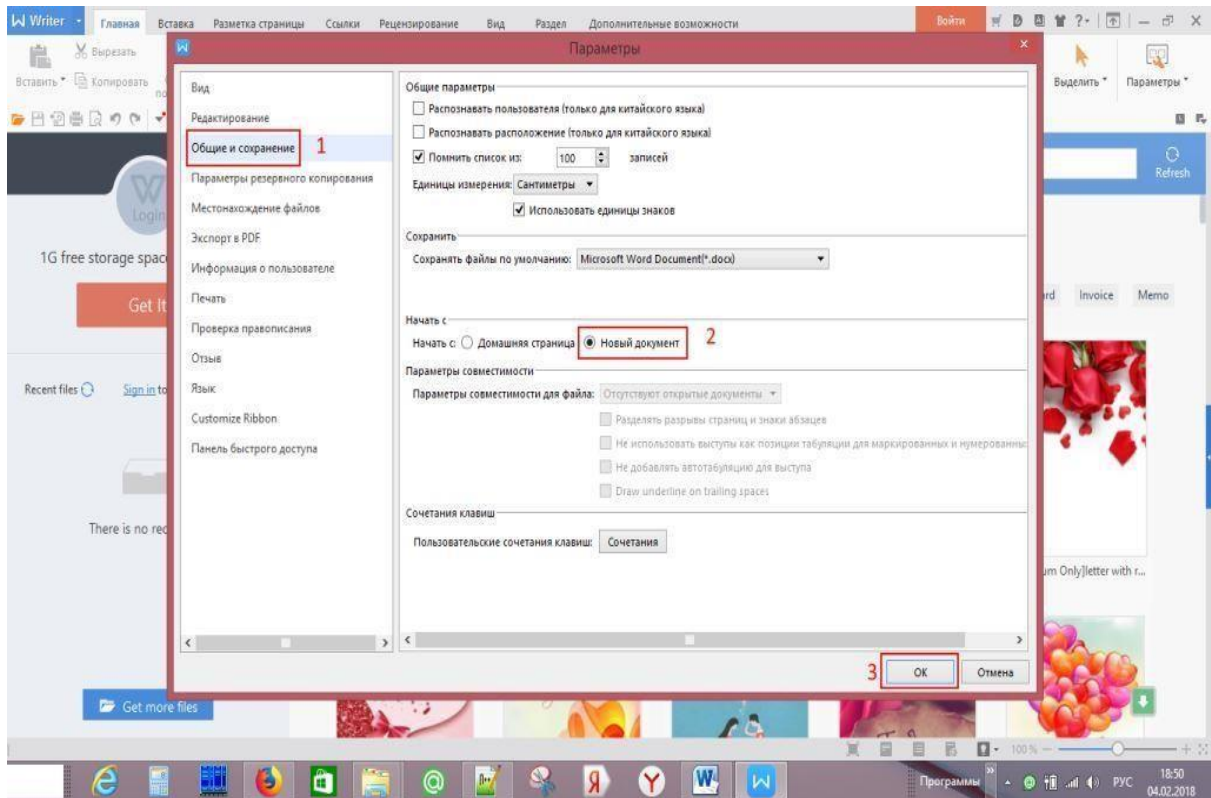 Writer
Главная Вставка Разметка страницы Ссылки Рецензирование Вид Раздел Дополнительные возможности
Войти
Вырезать
Вставить Копировать
Выделить Параметры
Параметры
Вид
Редактирование
Общие и сохранение 1
Параметры резервного копирования
Местонахождение файлов
Экспорт в PDF
Информация о пользователе
Печать
Проверка правописания
Отзыв
Язык
Customize Ribbon
Панель быстрого доступа
Общие параметры
Распознавать пользователя (только для китайского языка)
Распознавать расположение (только для китайского языка)
Помнить список из: 100 записей
Единицы измерения: Сантиметры
Использовать единицы знаков
Сохранить
Сохранять файлы по умолчанию: Microsoft Word Document(*.docx)
Начать с
Начать с: Домашняя страница Новый документ 2
Параметры совместимости
Параметры совместимости для файла: Отсутствуют открытые документы
Разделять разрывы страниц и знаки абзацев
Не использовать выступы как позиции табуляции для маркированных и нумерованных
Не добавлять автотабуляцию для выступа
Draw underline on trailing spaces
Сочетания клавиш
Пользовательские сочетания клавиш: Сочетания
3 ОК Отмена
Login
1G free storage spac
Get It
Recent files Sign in to
There is no rec
Get more files
Refresh
Invoice Memo
Only]letter with r...
100 %
Программы
РУС
18:50
04.02.2018